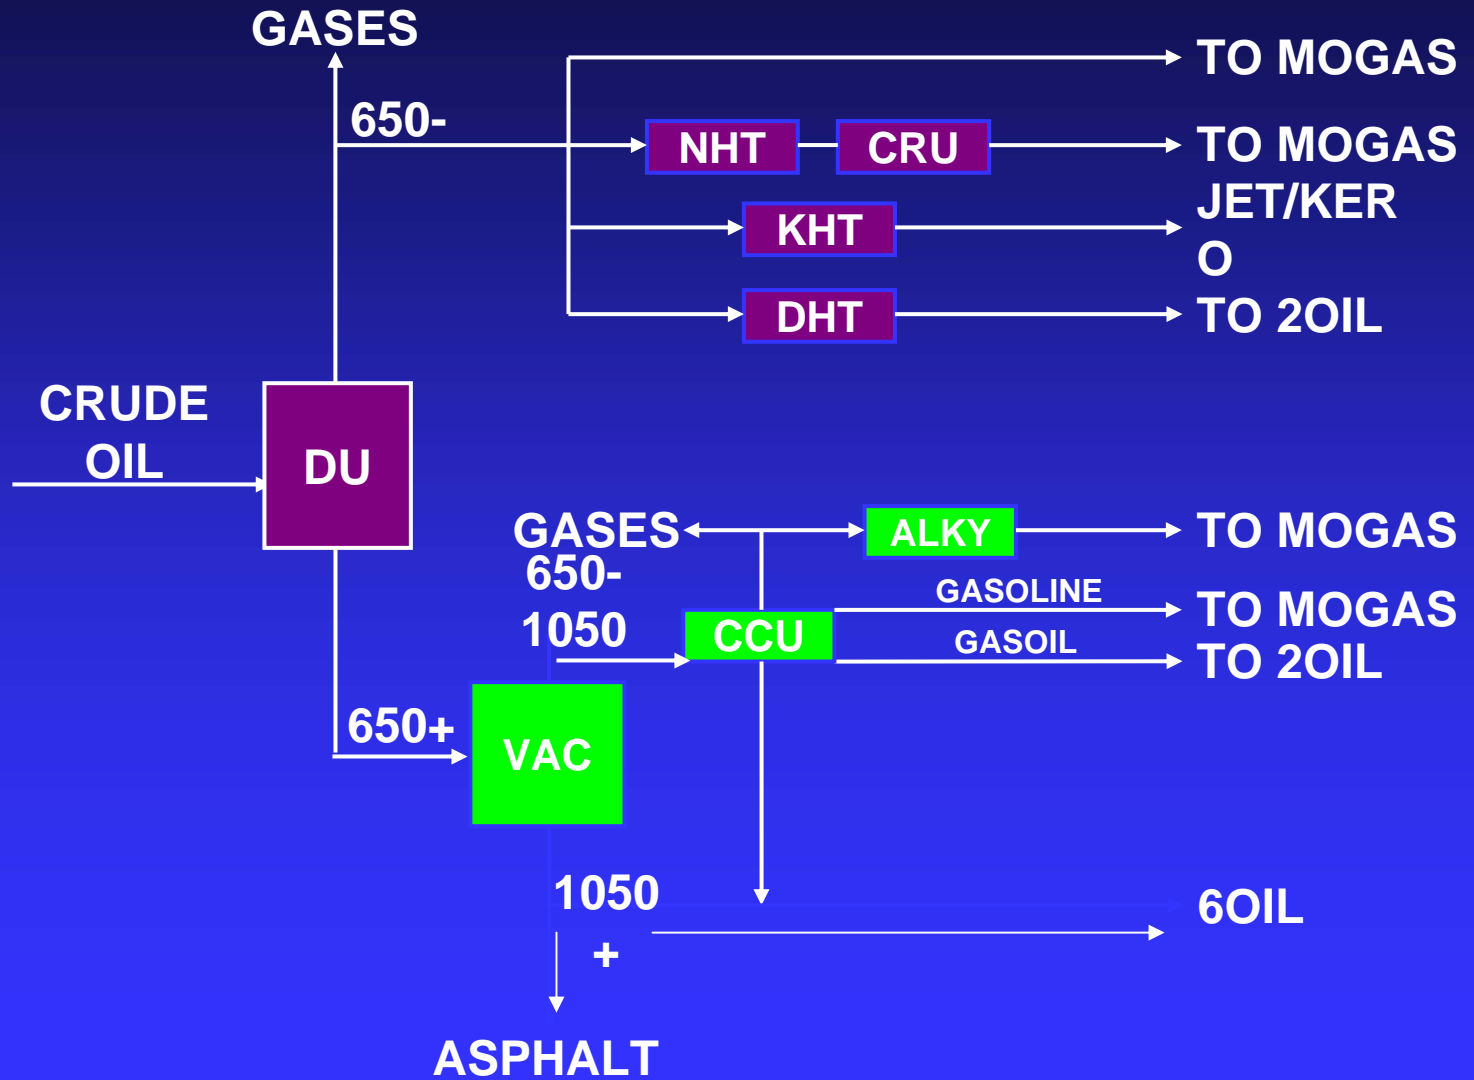 GASES
TO MOGAS
650-
NHT
CRU
TO MOGAS
KHT
JET/KER
O
DHT
TO 2OIL
CRUDE
OIL
DU
GASES
ALKY
TO MOGAS
650-
1050
CCU
GASOLINE
TO MOGAS
GASOIL
TO 2OIL
650+
VAC
1050
+
6OIL
ASPHALT